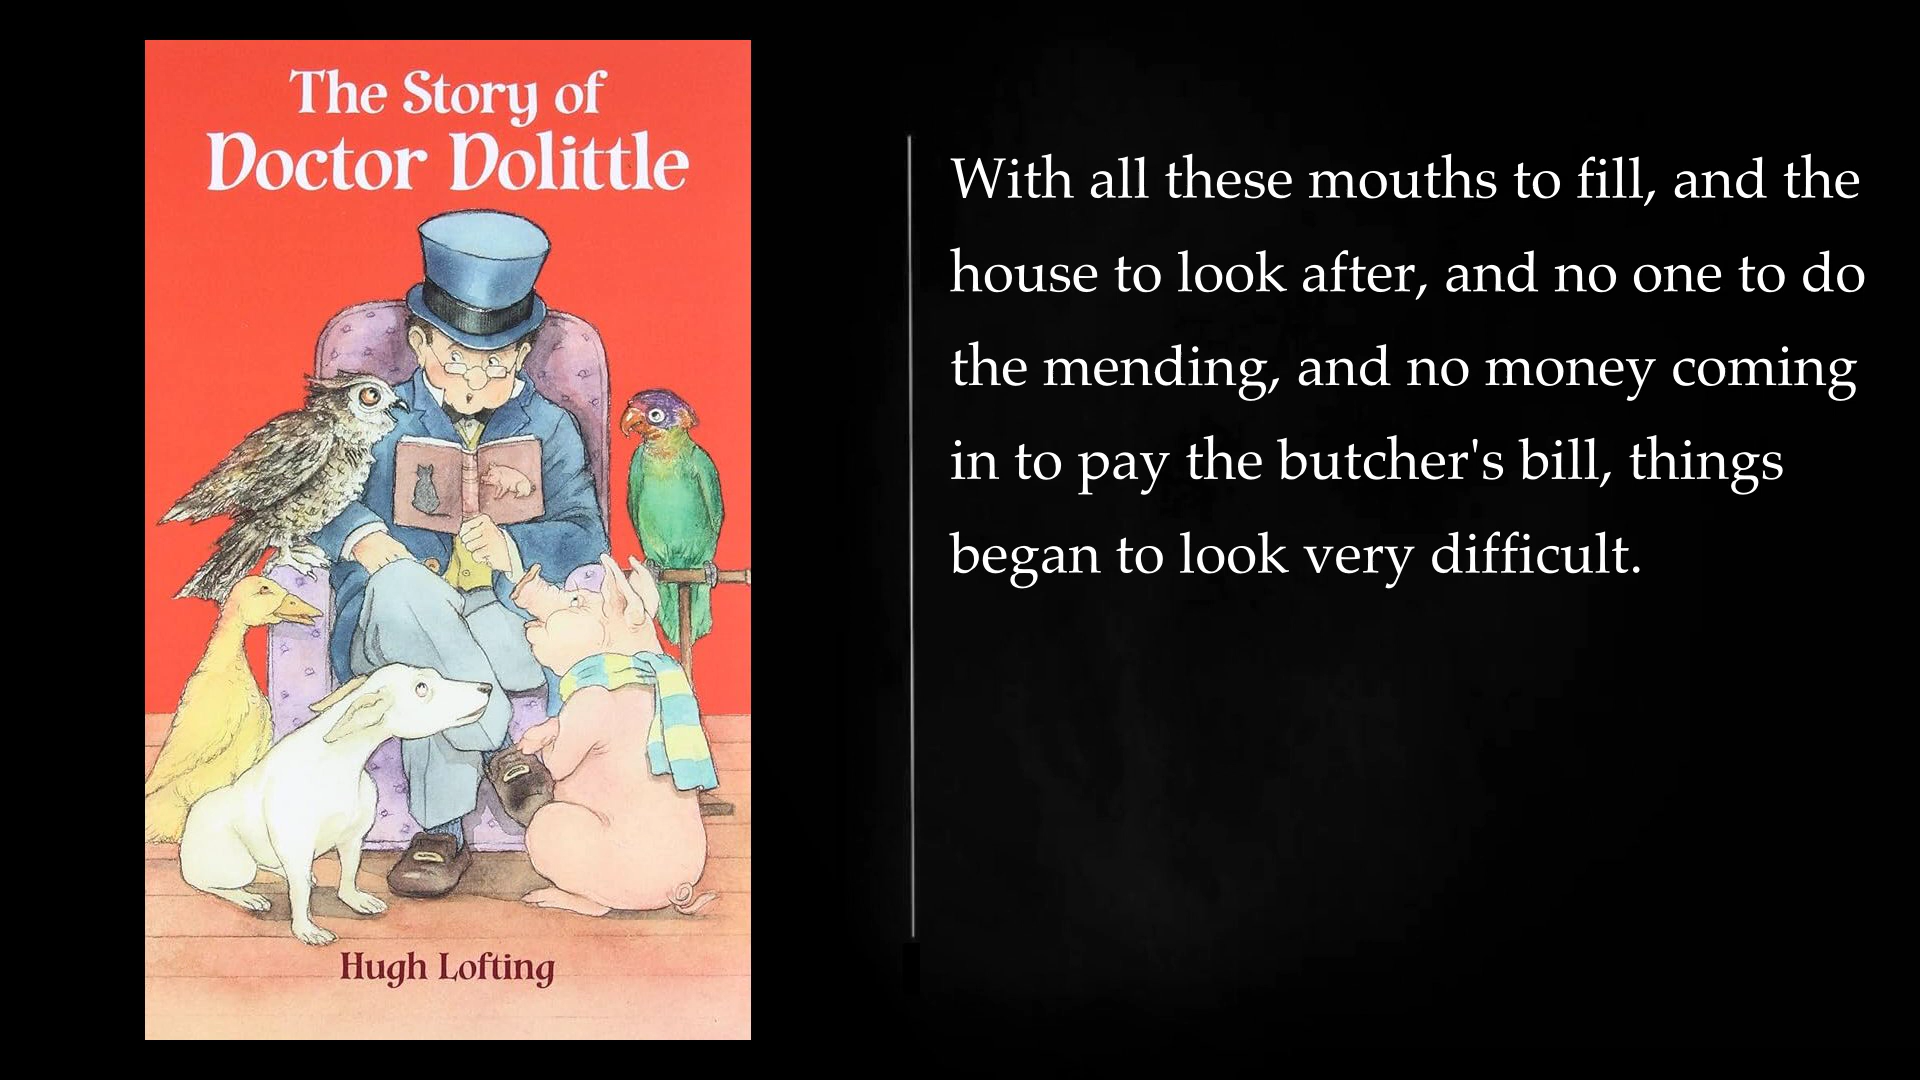 The Story of
Doctor Dolittle
Hugh Lofting
With all these mouths to fill, and the
house to look after, and no one to do
the mending, and no money coming
in to pay the butcher's bill, things
began to look very difficult.